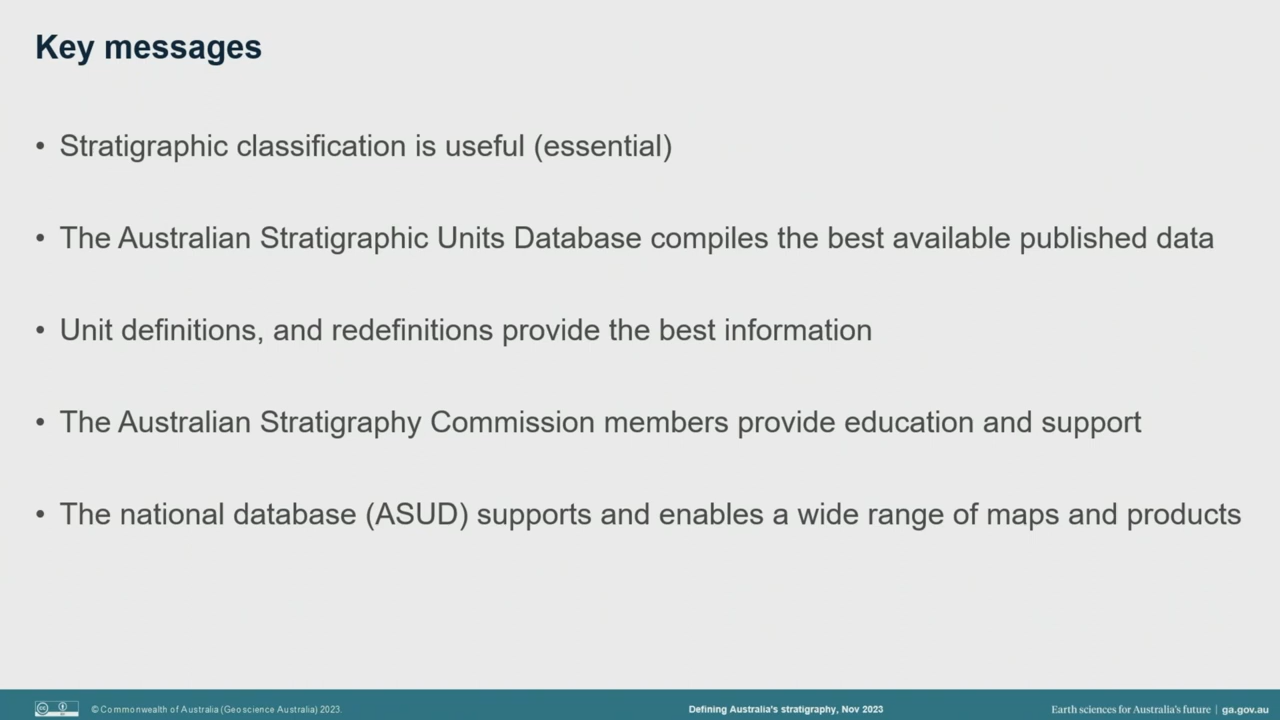 Key messages
• Stratigraphic classification is useful (essential)
• The Australian Stratigraphic Units Database compiles the best available published data
• Unit definitions, and redefinitions provide the best information
• The Australian Stratigraphy Commission members provide education and support
• The national database (ASUD) supports and enables a wide range of maps and products
© Commonwealth of Australia (Geoscience Australia) 2023.
Defining Australia's stratigraphy, Nov 2023
Earth sciences for Australia's future | ga.gov.au